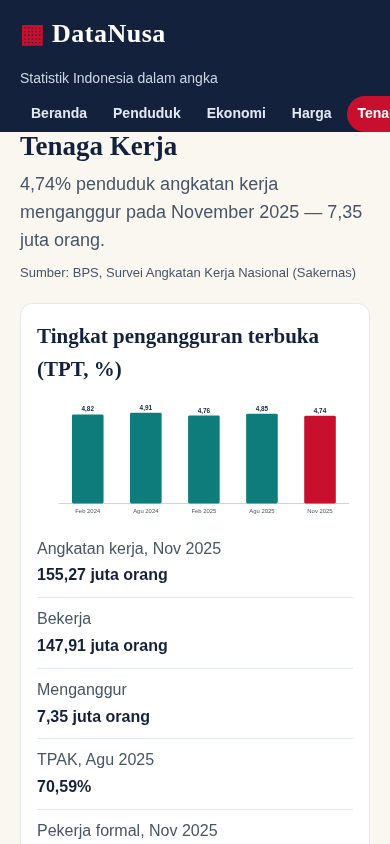 DataNusa
Statistik Indonesia dalam angka
Beranda Penduduk Ekonomi Harga Tena
Tenaga Kerja
4,74% penduduk angkatan kerja
menganggur pada November 2025 — 7,35
juta orang.
Sumber: BPS, Survei Angkatan Kerja Nasional (Sakernas)
Tingkat pengangguran terbuka
(TPT, %)
4,82 4,91 4,76 4,85 4,74
Feb 2024 Agu 2024 Feb 2025 Agu 2025 Nov 2025
Angkatan kerja, Nov 2025
155,27 juta orang
Bekerja
147,91 juta orang
Menganggur
7,35 juta orang
TPAK, Agu 2025
70,59%
Pekerja formal, Nov 2025